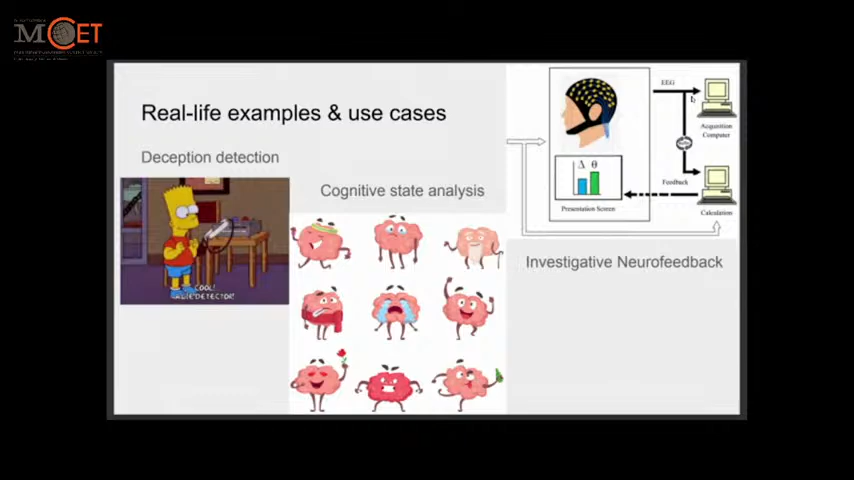 MCET
Real-life examples & use cases
Deception detection
COOL!
A LIE DETECTOR!
Cognitive state analysis
EEG
Acquisition
Computer
Δ θ
Feedback
Presentation Screen
Calculation
Investigative Neurofeedback